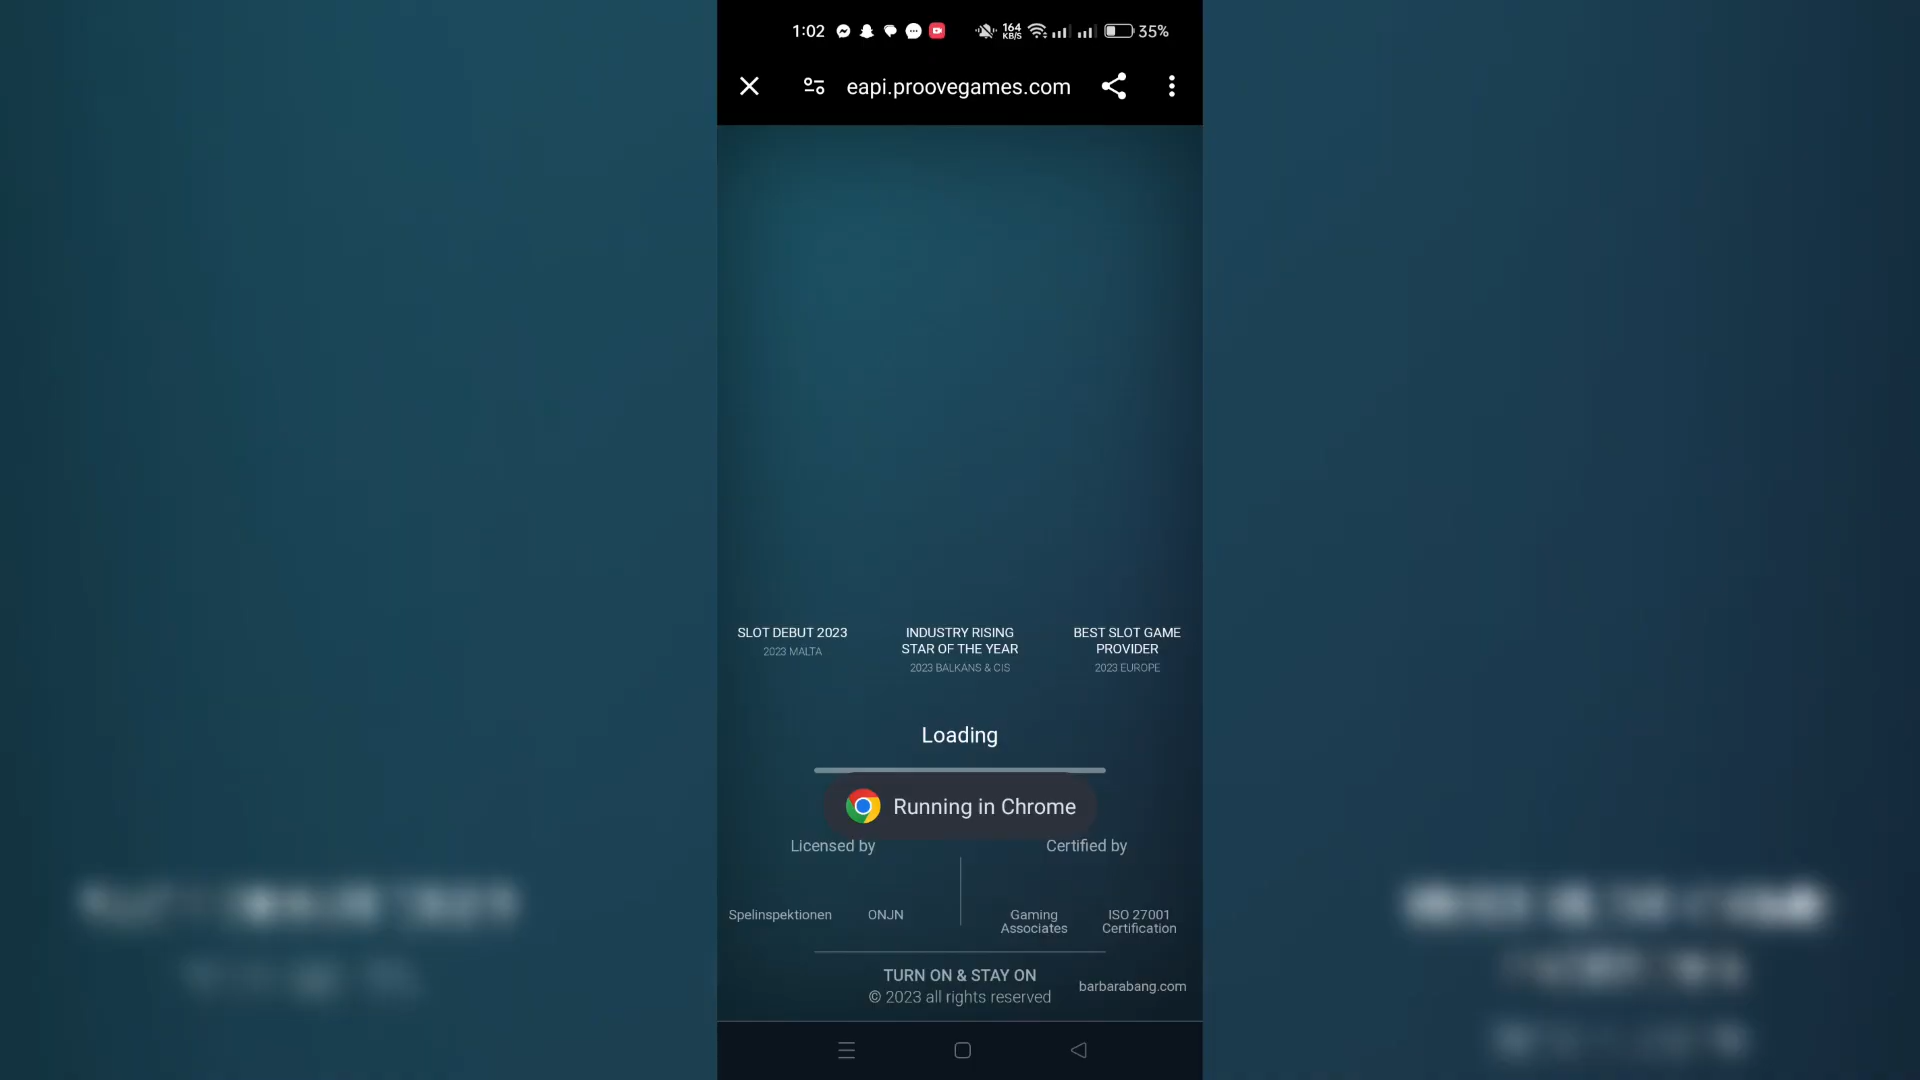 1:02
164
KB/S
35%
eapi.proovegames.com
SLOT DEBUT 2023
2023 MALTA
INDUSTRY RISING
STAR OF THE YEAR
2023 BALKANS & CIS
BEST SLOT GAME
PROVIDER
2023 EUROPE
Loading
Running in Chrome
Licensed by
Certified by
Spelinspektionen
ONJN
Gaming
Associates
ISO 27001
Certification
TURN ON & STAY ON
© 2023 all rights reserved
barbarabang.com